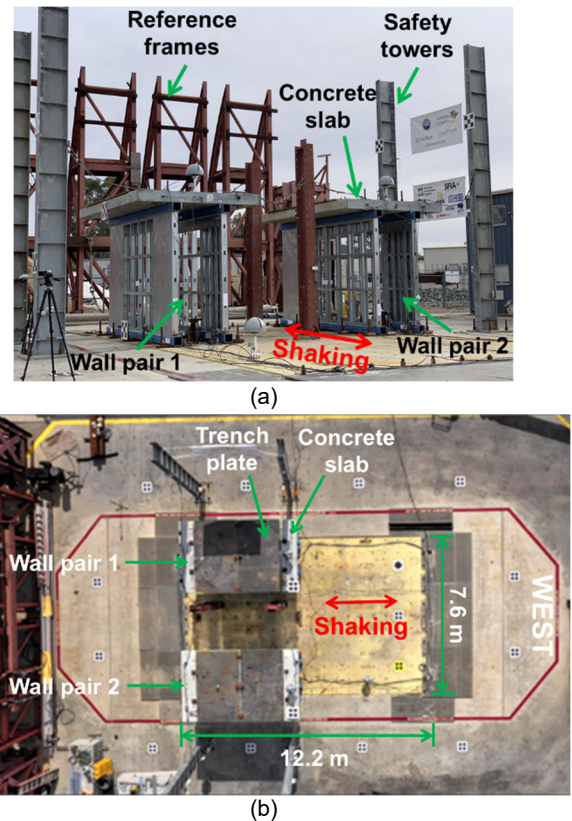 Reference
frames
Safety
towers
Concrete
slab
SFIA
Wall pair 1
Shaking
Wall pair 2
(a)
Trench
plate
Concrete
slab
Wall pair 1
Shaking
7.6 m
WEST
Wall pair 2
12.2 m
(b)